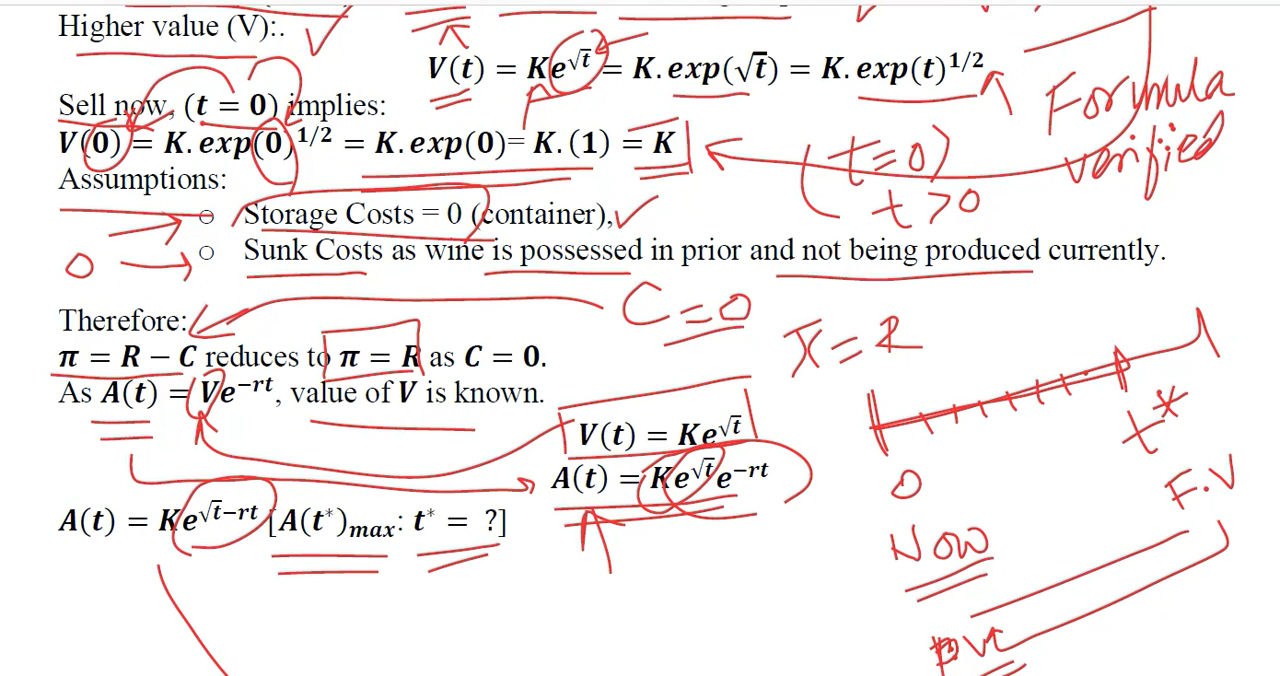 Higher value (V):.
V(t) = Ke^√t = K.exp(√t) = K.exp(t)^1/2
Sell now, (t = 0) implies:
V(0) = K.exp(0)^1/2 = K.exp(0)= K.(1) = K
Formula verified
(t=0)
t>0
Assumptions:
○ Storage Costs = 0 (container),
○ Sunk Costs as wine is possessed in prior and not being produced currently.
0
C=0
Therefore:
π = R − C reduces to π = R as C = 0.
π = R
As A(t) = Ve^−rt, value of V is known.
V(t) = Ke^√t
A(t) = Ke^√t e^−rt
A(t) = Ke^√t−rt [A(t*)max: t* = ?]
t*
0
F.V
Now